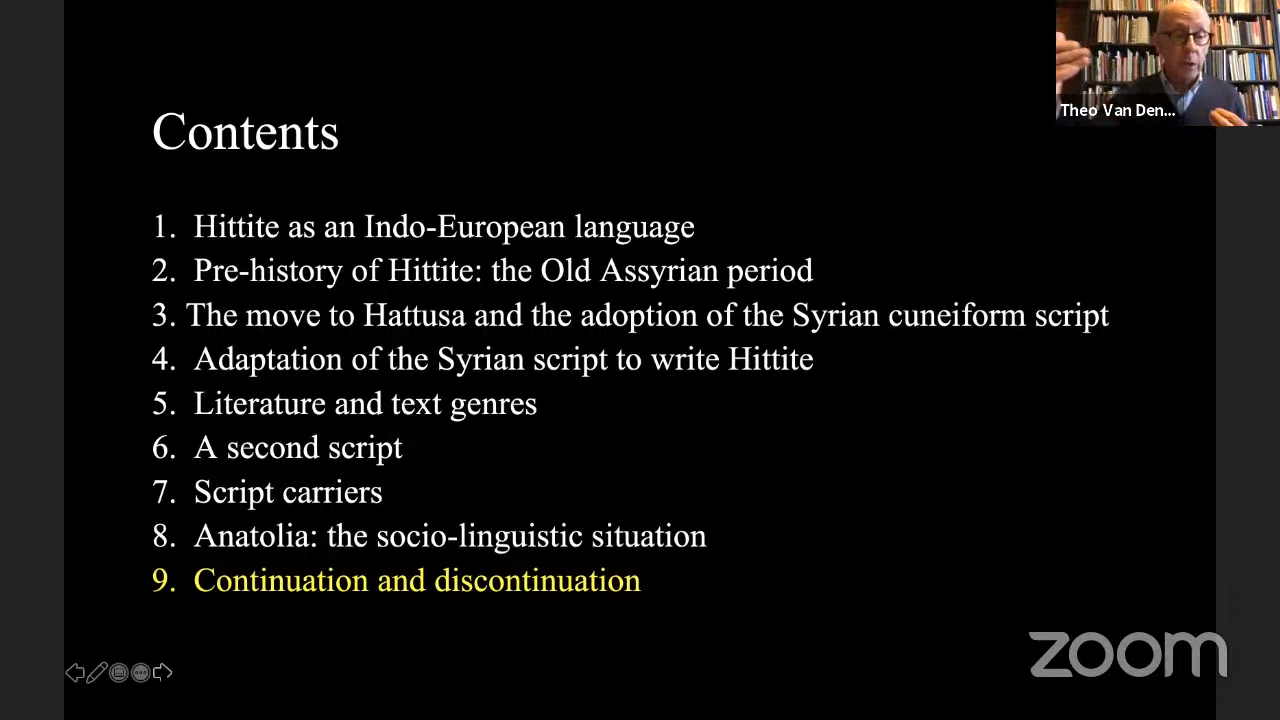 Theo Van Den...
Contents
1. Hittite as an Indo-European language
2. Pre-history of Hittite: the Old Assyrian period
3. The move to Hattusa and the adoption of the Syrian cuneiform script
4. Adaptation of the Syrian script to write Hittite
5. Literature and text genres
6. A second script
7. Script carriers
8. Anatolia: the socio-linguistic situation
9. Continuation and discontinuation
zoom